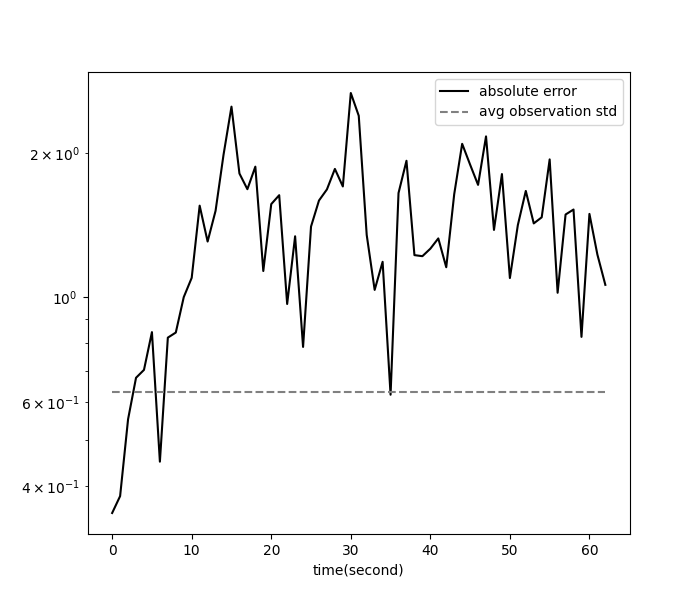 absolute error
avg observation std
2 × 10⁰
10⁰
6 × 10⁻¹
4 × 10⁻¹
0 10 20 30 40 50 60
time(second)